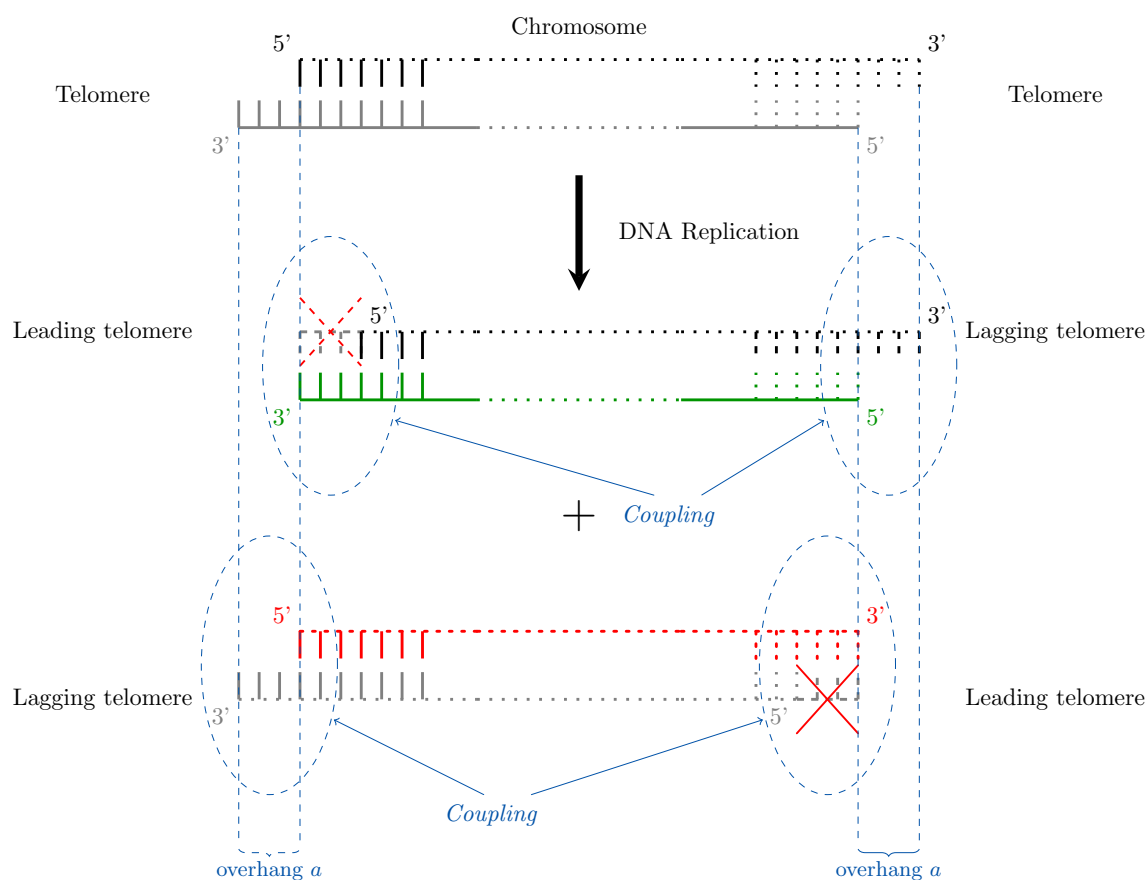 Chromosome
5'
3'
Telomere
Telomere
3'
5'
DNA Replication
5'
3'
Leading telomere
Lagging telomere
3'
5'
Coupling
5'
3'
Lagging telomere
Leading telomere
3'
5'
Coupling
overhang a
overhang a